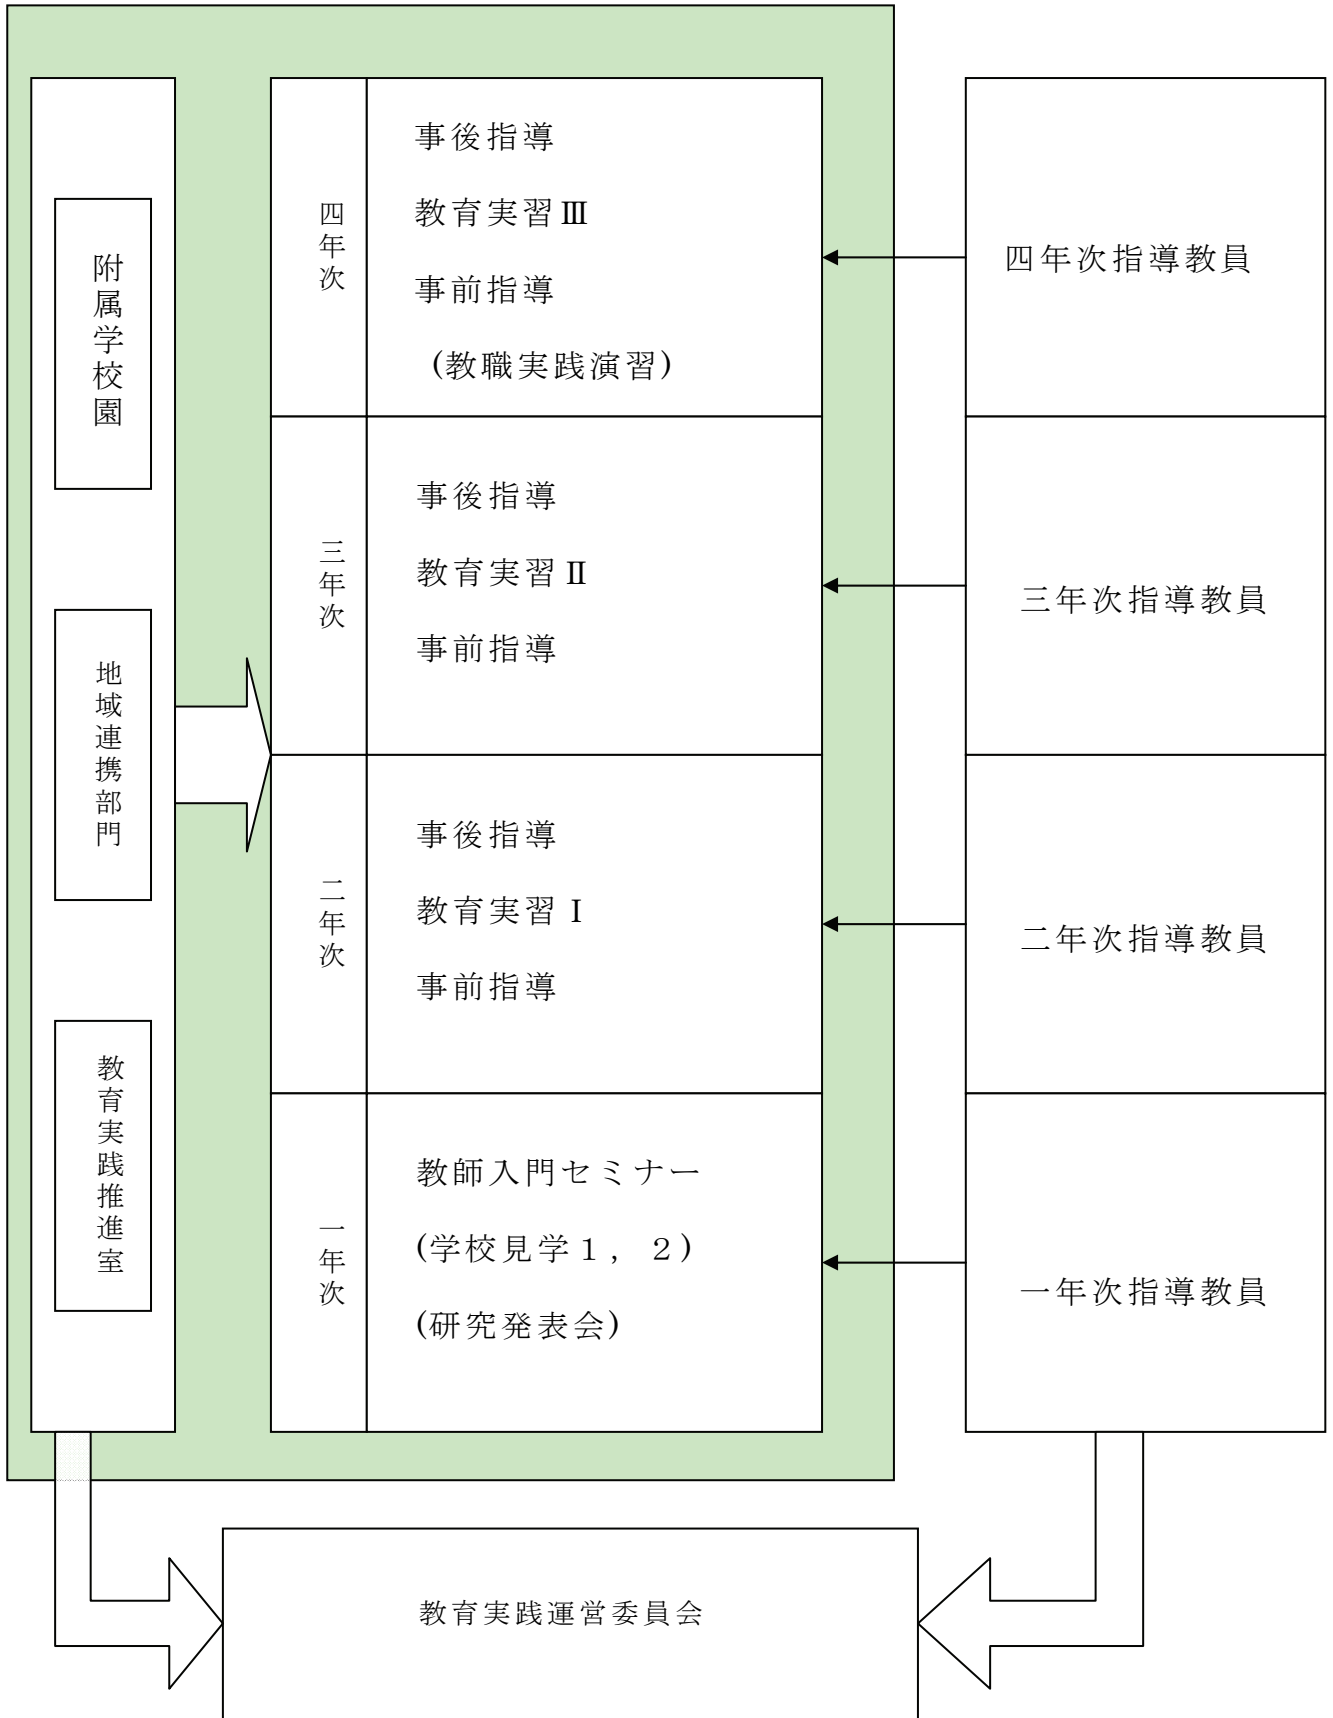 附属学校園
地域連携部門
教育実践推進室
四年次
事後指導
教育実習Ⅲ
事前指導
(教職実践演習)
三年次
事後指導
教育実習Ⅱ
事前指導
二年次
事後指導
教育実習Ⅰ
事前指導
一年次
教師入門セミナー
(学校見学１，２)
(研究発表会)
四年次指導教員
三年次指導教員
二年次指導教員
一年次指導教員
教育実践運営委員会